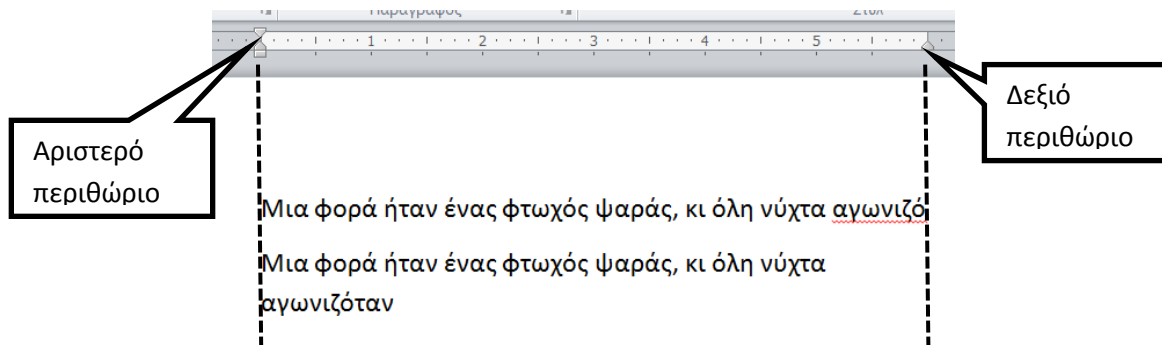 Παράγραφος
Στυλ
1 2 3 4 5
Αριστερό
περιθώριο
Δεξιό
περιθώριο
Μια φορά ήταν ένας φτωχός ψαράς, κι όλη νύχτα αγωνιζό
Μια φορά ήταν ένας φτωχός ψαράς, κι όλη νύχτα
αγωνιζόταν